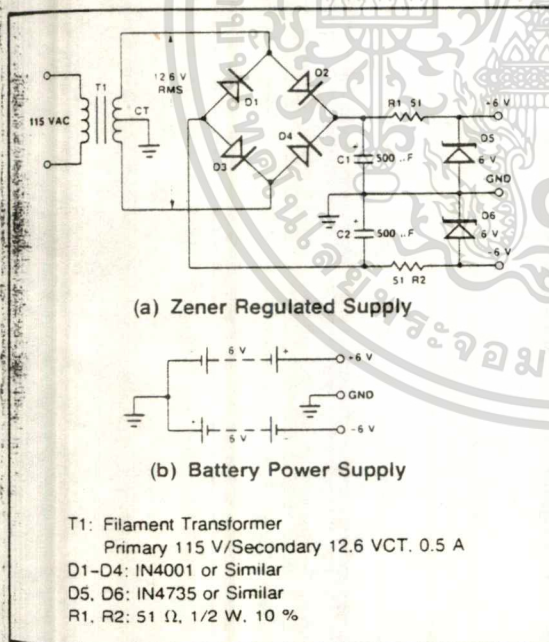 12.6 V
RMS
T1
115 VAC
CT
D1
D2
D3
D4
R1 51
-6 V
D5
6 V
C1
500 ..F
GND
D6
6 V
C2
500 ..F
-6 V
51 R2
(a) Zener Regulated Supply
6 V
+
+6 V
GND
6 V
-
-6 V
(b) Battery Power Supply
T1: Filament Transformer
Primary 115 V/Secondary 12.6 VCT. 0.5 A
D1-D4: IN4001 or Similar
D5, D6: IN4735 or Similar
R1, R2: 51 Ω, 1/2 W, 10 %